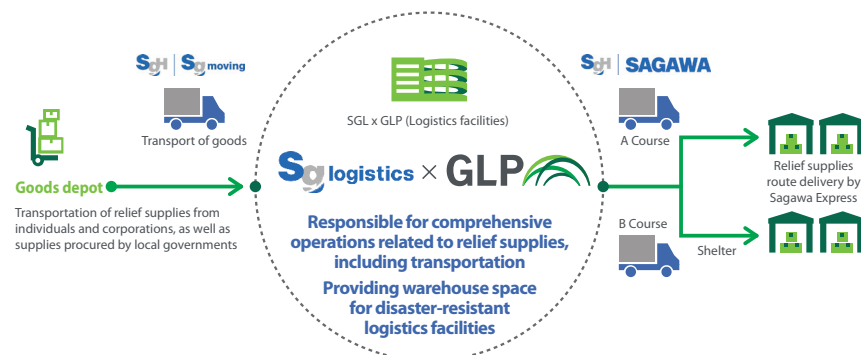 SgH | Sg moving
Transport of goods
Goods depot
Transportation of relief supplies from
individuals and corporations, as well as
supplies procured by local governments
SGL x GLP (Logistics facilities)
Sg logistics × GLP
Responsible for comprehensive
operations related to relief supplies,
including transportation
Providing warehouse space
for disaster-resistant
logistics facilities
SgH | SAGAWA
A Course
B Course
Shelter
Relief supplies
route delivery by
Sagawa Express